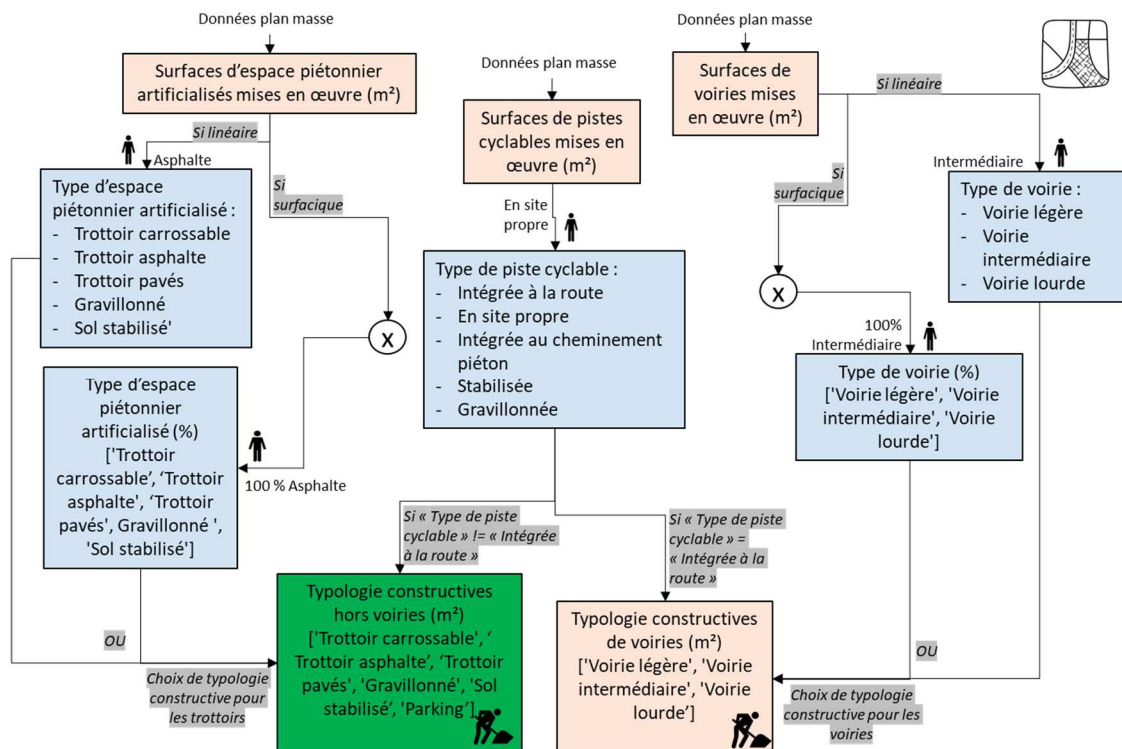 Données plan masse
Surfaces d'espace piétonnier
artificialisés mises en œuvre (m²)
Si linéaire
Asphalte
Type d'espace
piétonnier artificialisé :
- Trottoir carrossable
- Trottoir asphalte
- Trottoir pavés
- Gravillonné
- Sol stabilisé'
Si
surfacique
X
Type d'espace
piétonnier
artificialisé (%)
['Trottoir
carrossable’, ‘Trottoir
asphalte', ‘Trottoir
pavés', Gravillonné ',
'Sol stabilisé']
100 % Asphalte
OU
Choix de typologie
constructive pour
les trottoirs
Données plan masse
Surfaces de pistes
cyclables mises en
œuvre (m²)
En site
propre
Type de piste cyclable :
- Intégrée à la route
- En site propre
- Intégrée au cheminement
piéton
- Stabilisée
- Gravillonnée
Si « Type de piste
cyclable » != « Intégrée
à la route »
Si « Type de piste
cyclable » =
« Intégrée à la
route »
Typologie constructives
hors voiries (m²)
['Trottoir carrossable', ‘
Trottoir asphalte’, ‘Trottoir
pavés', 'Gravillonné', 'Sol
stabilisé’, 'Parking’]
Typologie constructives
de voiries (m²)
['Voirie légère', 'Voirie
intermédiaire', 'Voirie
lourde’]
Données plan masse
Surfaces de
voiries mises
en œuvre (m²)
Si linéaire
Intermédiaire
Type de voirie :
- Voirie légère
- Voirie
intermédiaire
- Voirie lourde
Si
surfacique
X
100%
Intermédiaire
Type de voirie (%)
['Voirie légère', 'Voirie
intermédiaire', 'Voirie
lourde']
OU
Choix de typologie
constructive pour les
voiries